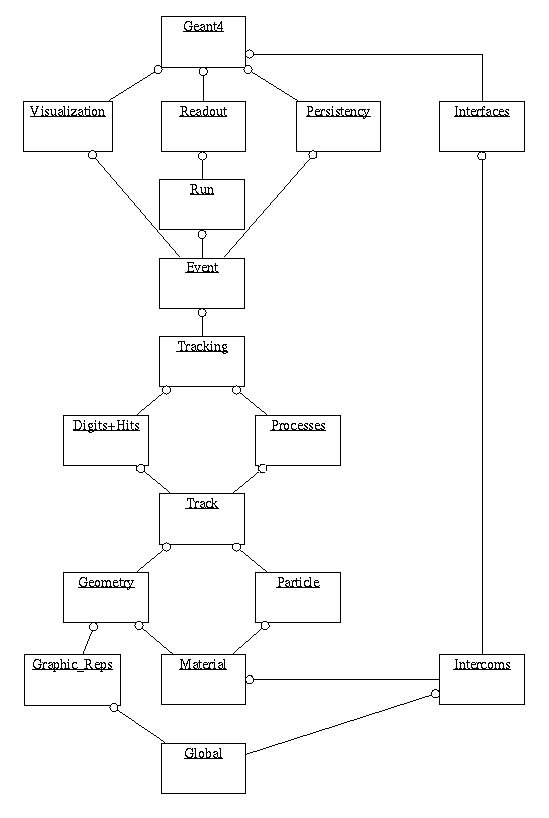 Geant4
Visualization
Readout
Persistency
Interfaces
Run
Event
Tracking
Digits+Hits
Processes
Track
Geometry
Particle
Graphic_Reps
Material
Intercoms
Global